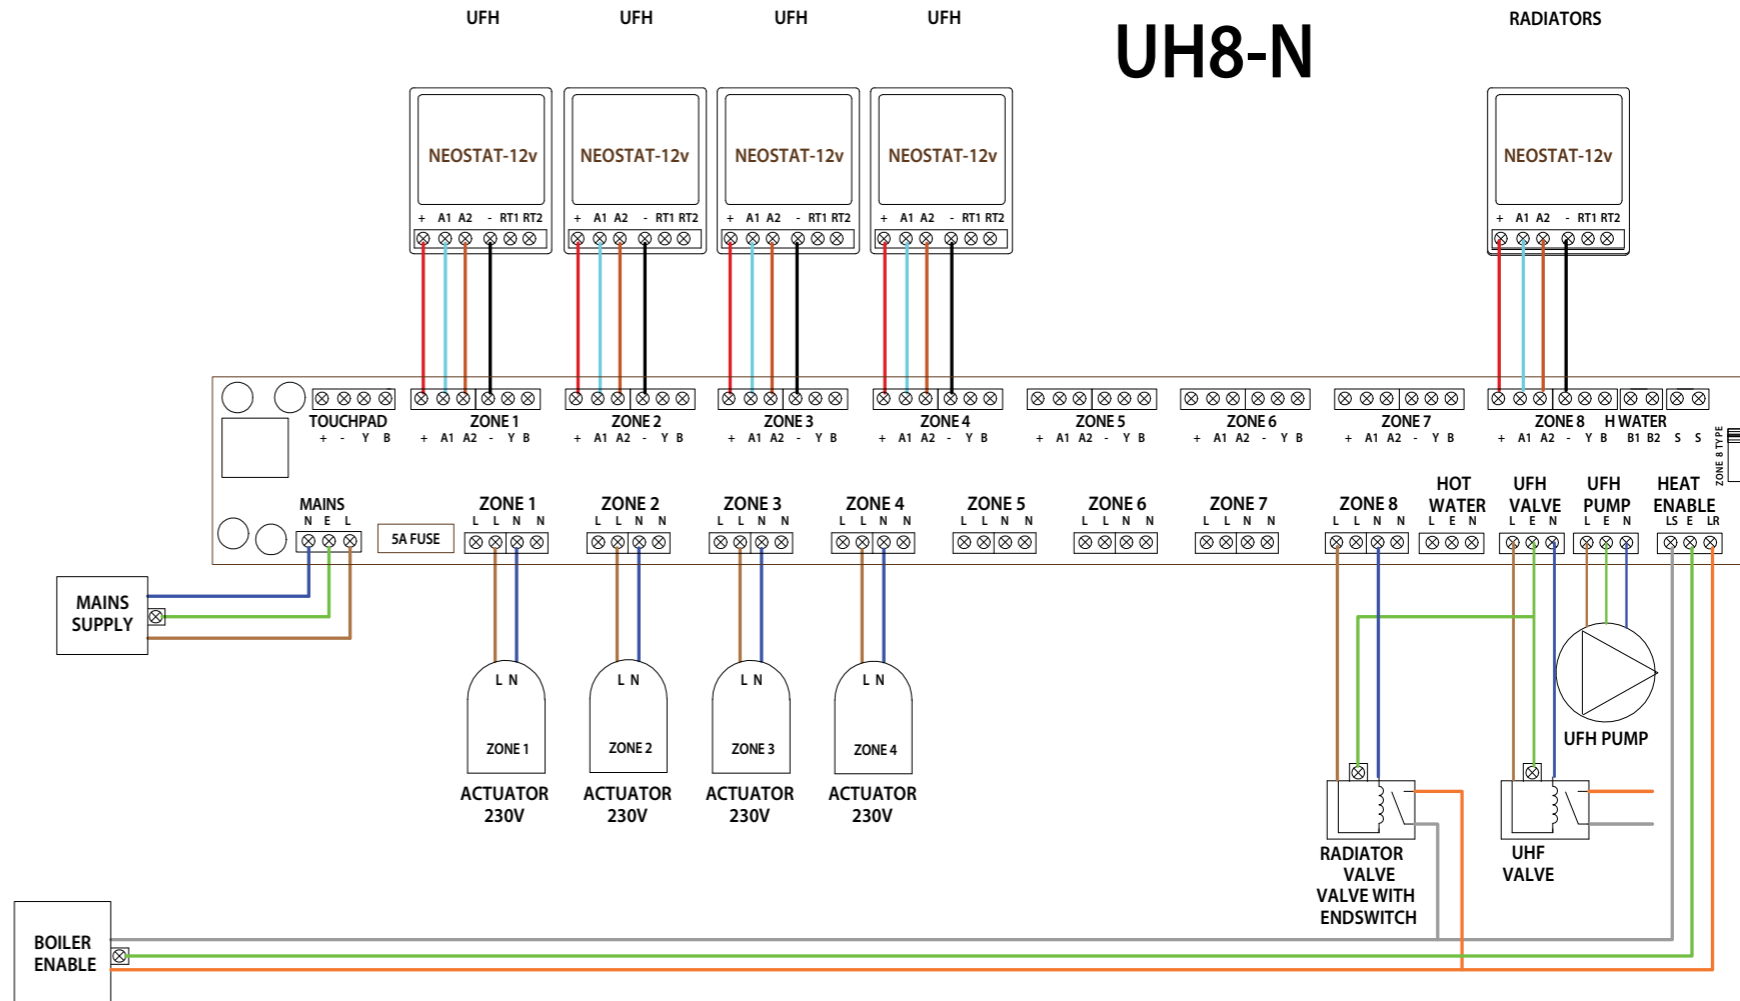 UFH UFH UFH UFH RADIATORS
UH8-N
NEOSTAT-12v NEOSTAT-12v NEOSTAT-12v NEOSTAT-12v NEOSTAT-12v
+ A1 A2 - RT1 RT2 + A1 A2 - RT1 RT2 + A1 A2 - RT1 RT2 + A1 A2 - RT1 RT2 + A1 A2 - RT1 RT2
TOUCHPAD ZONE 1 ZONE 2 ZONE 3 ZONE 4 ZONE 5 ZONE 6 ZONE 7 ZONE 8 H WATER
+ - Y B + A1 A2 - Y B + A1 A2 - Y B + A1 A2 - Y B + A1 A2 - Y B + A1 A2 - Y B + A1 A2 - Y B + A1 A2 - Y B + A1 A2 - Y B B1 B2 S S
ZONE 8 TYPE
MAINS
N E L
5A FUSE
ZONE 1
L L N N
ZONE 2
L L N N
ZONE 3
L L N N
ZONE 4
L L N N
ZONE 5
L L N N
ZONE 6
L L N N
ZONE 7
L L N N
ZONE 8
L L N N
HOT
WATER
L E N
UFH
VALVE
L E N
UFH
PUMP
L E N
HEAT
ENABLE
LS E LR
MAINS
SUPPLY
L N
ZONE 1
ACTUATOR
230V
L N
ZONE 2
ACTUATOR
230V
L N
ZONE 3
ACTUATOR
230V
L N
ZONE 4
ACTUATOR
230V
UFH PUMP
RADIATOR
VALVE
VALVE WITH
ENDSWITCH
UHF
VALVE
BOILER
ENABLE